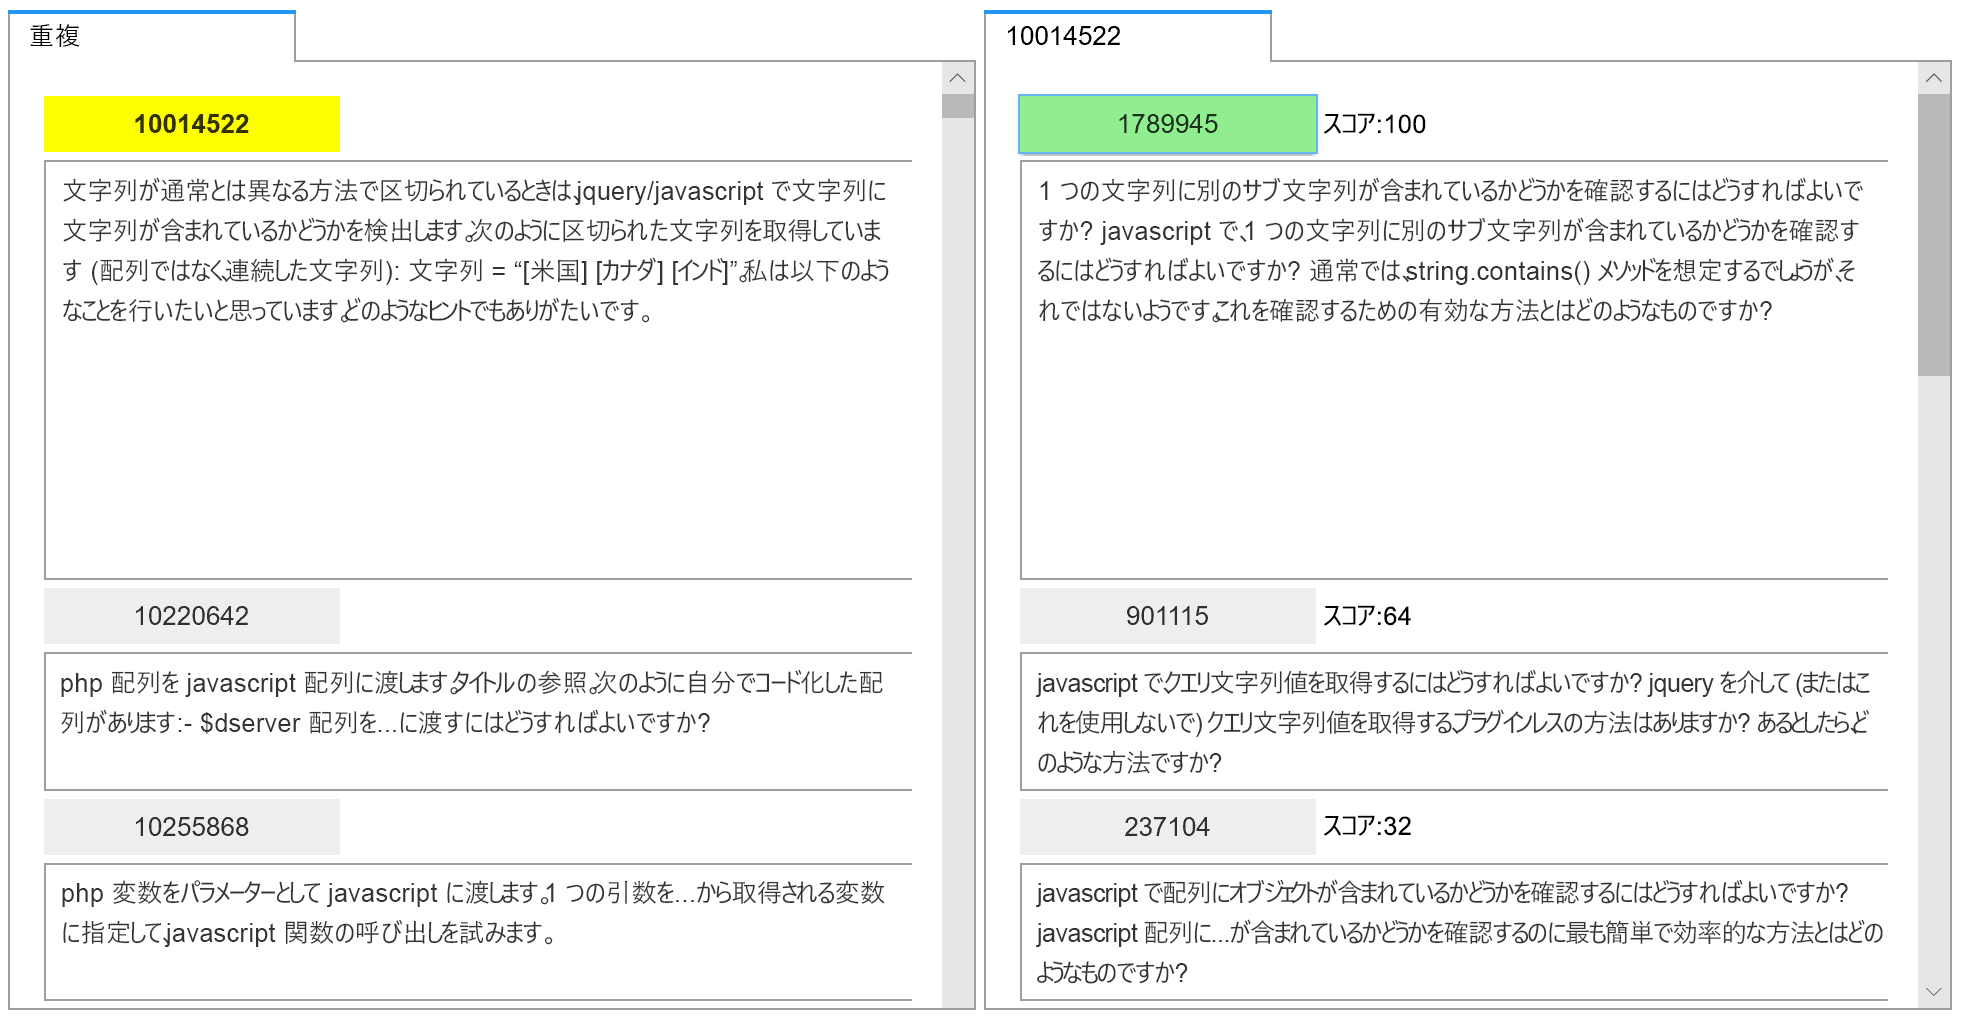 重複
10014522
文字列が通常とは異なる方法で区切られているときは、jquery/javascript で文字列に
文字列が含まれているかどうかを検出します。次のように区切られた文字列を取得していま
す (配列ではなく、連続した文字列): 文字列 = “[米国] [カナダ] [インド]”。私は以下のよう
なことを行いたいと思っています。どのようなヒントでもありがたいです。
10220642
php 配列を javascript 配列に渡します。タイトルの参照。次のように自分でコード化した配
列があります:- $dserver 配列を...に渡すにはどうすればよいですか?
10255868
php 変数をパラメーターとして javascript に渡します。1 つの引数を...から取得される変数
に指定して、javascript 関数の呼び出しを試みます。
10014522
1789945 スコア:100
1 つの文字列に別のサブ文字列が含まれているかどうかを確認するにはどうすればよいで
すか? javascript で、1 つの文字列に別のサブ文字列が含まれているかどうかを確認す
るにはどうすればよいですか? 通常では、string.contains() メソッドを想定するでしょうが、そ
れではないようです。これを確認するための有効な方法とはどのようなものですか?
901115 スコア:64
javascript で、クエリ文字列値を取得するにはどうすればよいですか? jquery を介して (またはこ
れを使用しないで) クエリ文字列値を取得する、プラグインレスの方法はありますか? あるとしたら、ど
のような方法ですか?
237104 スコア:32
javascript で配列にオブジェクトが含まれているかどうかを確認するにはどうすればよいですか?
javascript 配列に...が含まれているかどうかを確認するのに最も簡単で効率的な方法とはどの
ようなものですか?